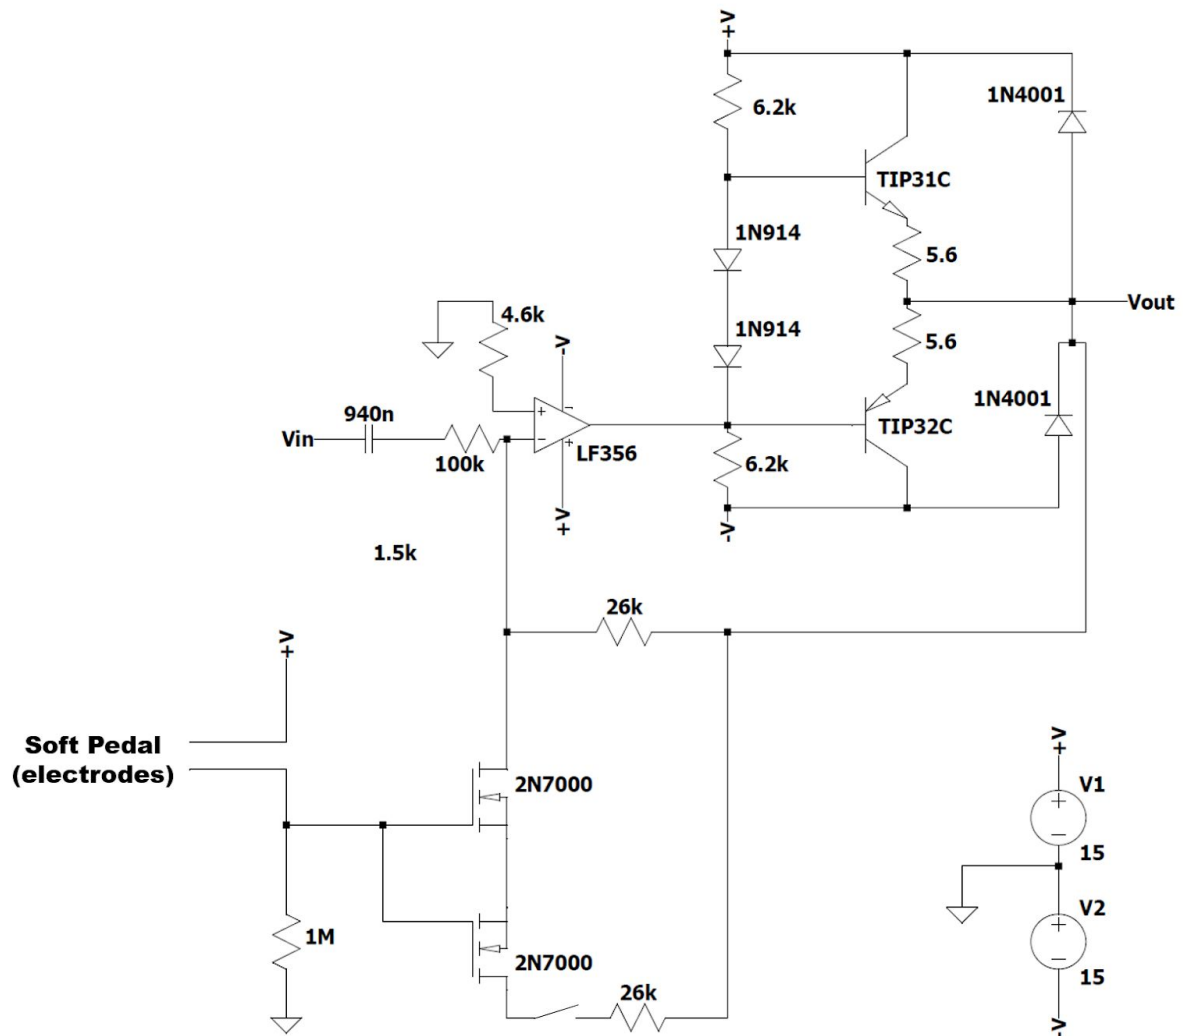 +V
6.2k
1N4001
TIP31C
1N914
5.6
4.6k
-V
1N914
5.6
Vout
940n
Vin
+
−
−
+
100k
LF356
TIP32C
1N4001
6.2k
+V
-V
1.5k
26k
+V
Soft Pedal
(electrodes)
2N7000
+V
V1
+
−
15
1M
2N7000
26k
V2
+
−
15
-V